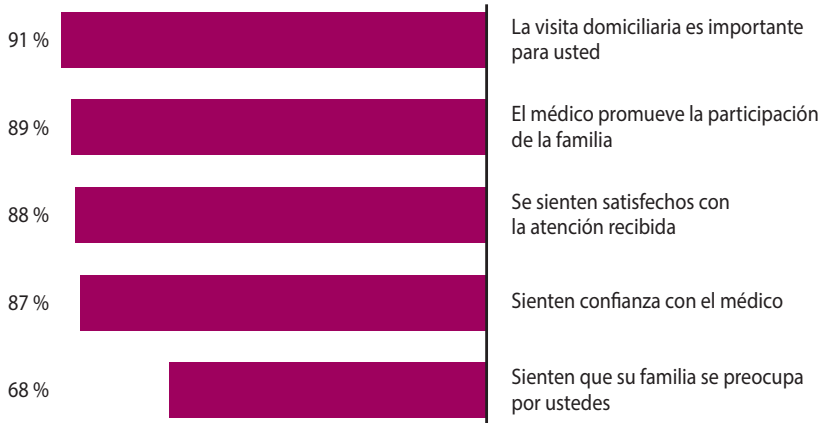 91 %
La visita domiciliaria es importante
para usted
89 %
El médico promueve la participación
de la familia
88 %
Se sienten satisfechos con
la atención recibida
87 %
Sienten confianza con el médico
68 %
Sienten que su familia se preocupa
por ustedes